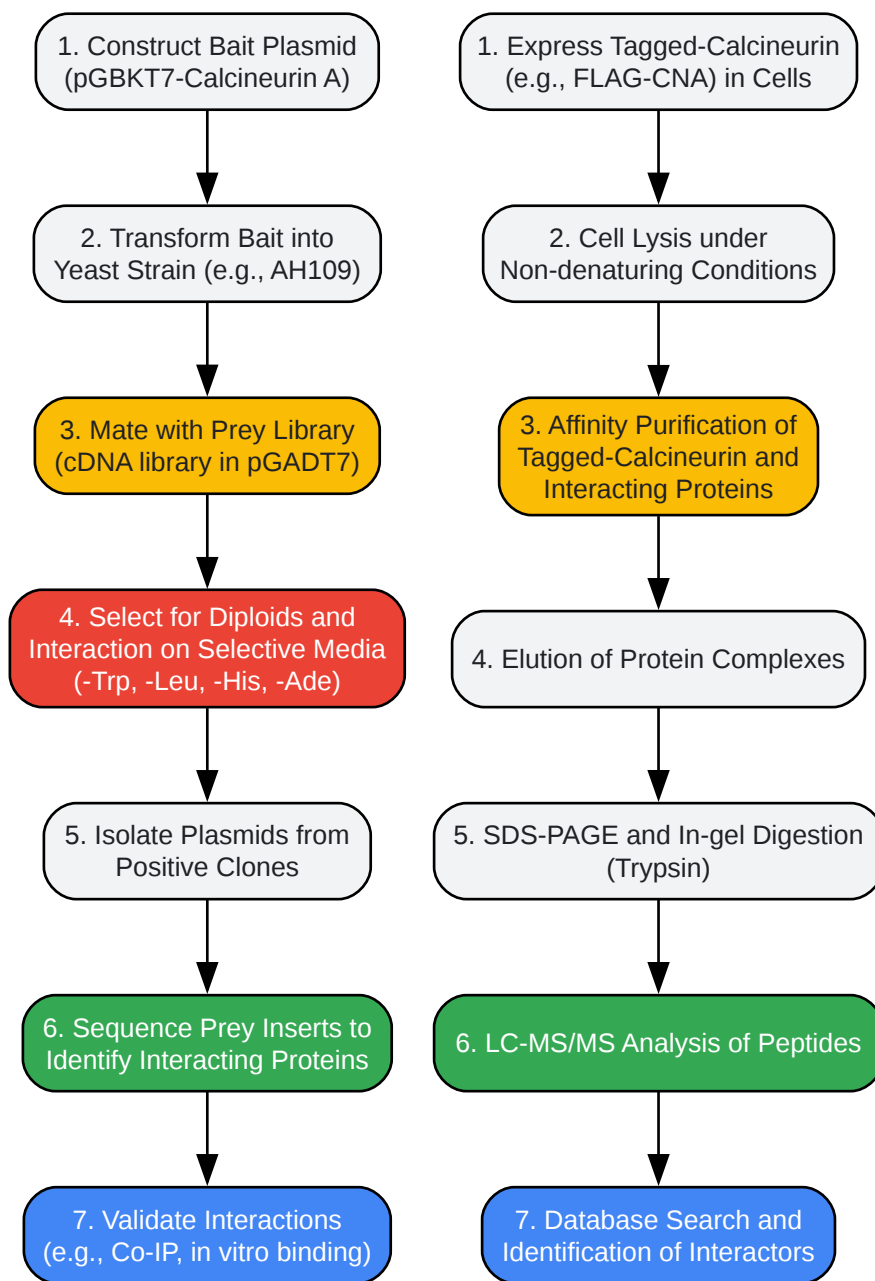 1. Construct Bait Plasmid
(pGBKT7-Calcineurin A)
2. Transform Bait into
Yeast Strain (e.g., AH109)
3. Mate with Prey Library
(cDNA library in pGADT7)
4. Select for Diploids and
Interaction on Selective Media
(-Trp, -Leu, -His, -Ade)
5. Isolate Plasmids from
Positive Clones
6. Sequence Prey Inserts to
Identify Interacting Proteins
7. Validate Interactions
(e.g., Co-IP, in vitro binding)
1. Express Tagged-Calcineurin
(e.g., FLAG-CNA) in Cells
2. Cell Lysis under
Non-denaturing Conditions
3. Affinity Purification of
Tagged-Calcineurin and
Interacting Proteins
4. Elution of Protein Complexes
5. SDS-PAGE and In-gel Digestion
(Trypsin)
6. LC-MS/MS Analysis of Peptides
7. Database Search and
Identification of Interactors